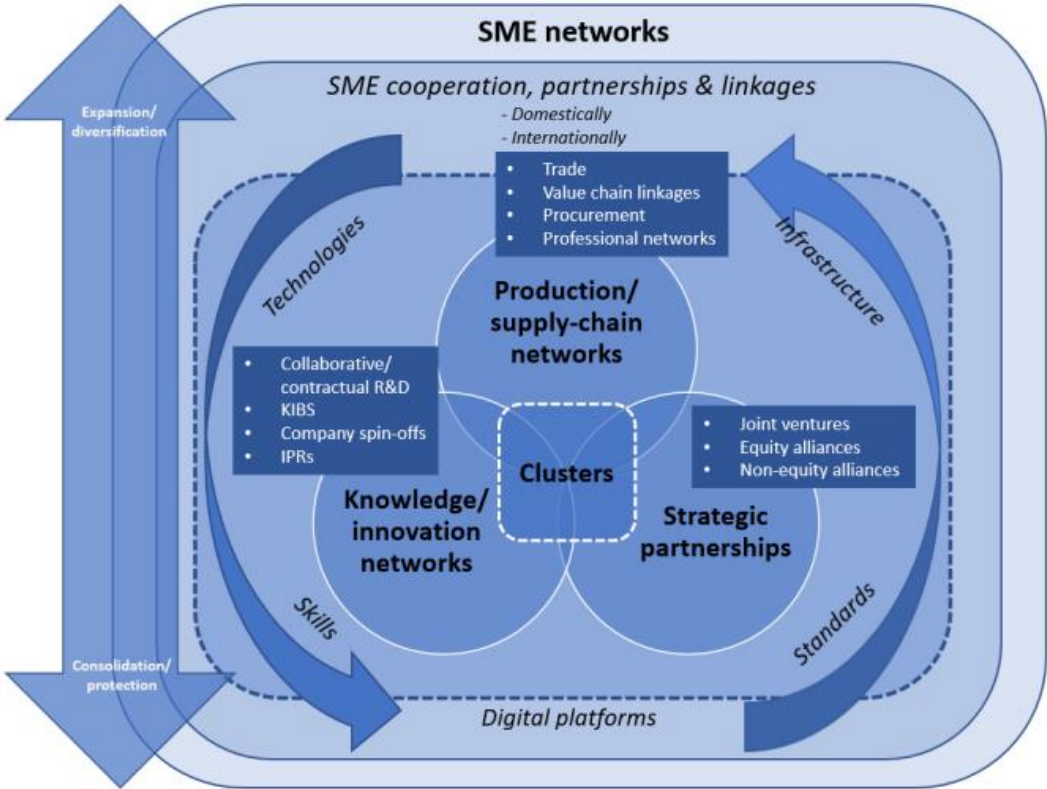 SME networks
SME cooperation, partnerships & linkages
- Domestically
- Internationally
Expansion/
diversification
• Trade
• Value chain linkages
• Procurement
• Professional networks
Technologies
Infrastructure
Production/
supply-chain
networks
• Collaborative/
contractual R&D
• KIBS
• Company spin-offs
• IPRs
• Joint ventures
• Equity alliances
• Non-equity alliances
Clusters
Knowledge/
innovation
networks
Strategic
partnerships
Skills
Standards
Consolidation/
protection
Digital platforms